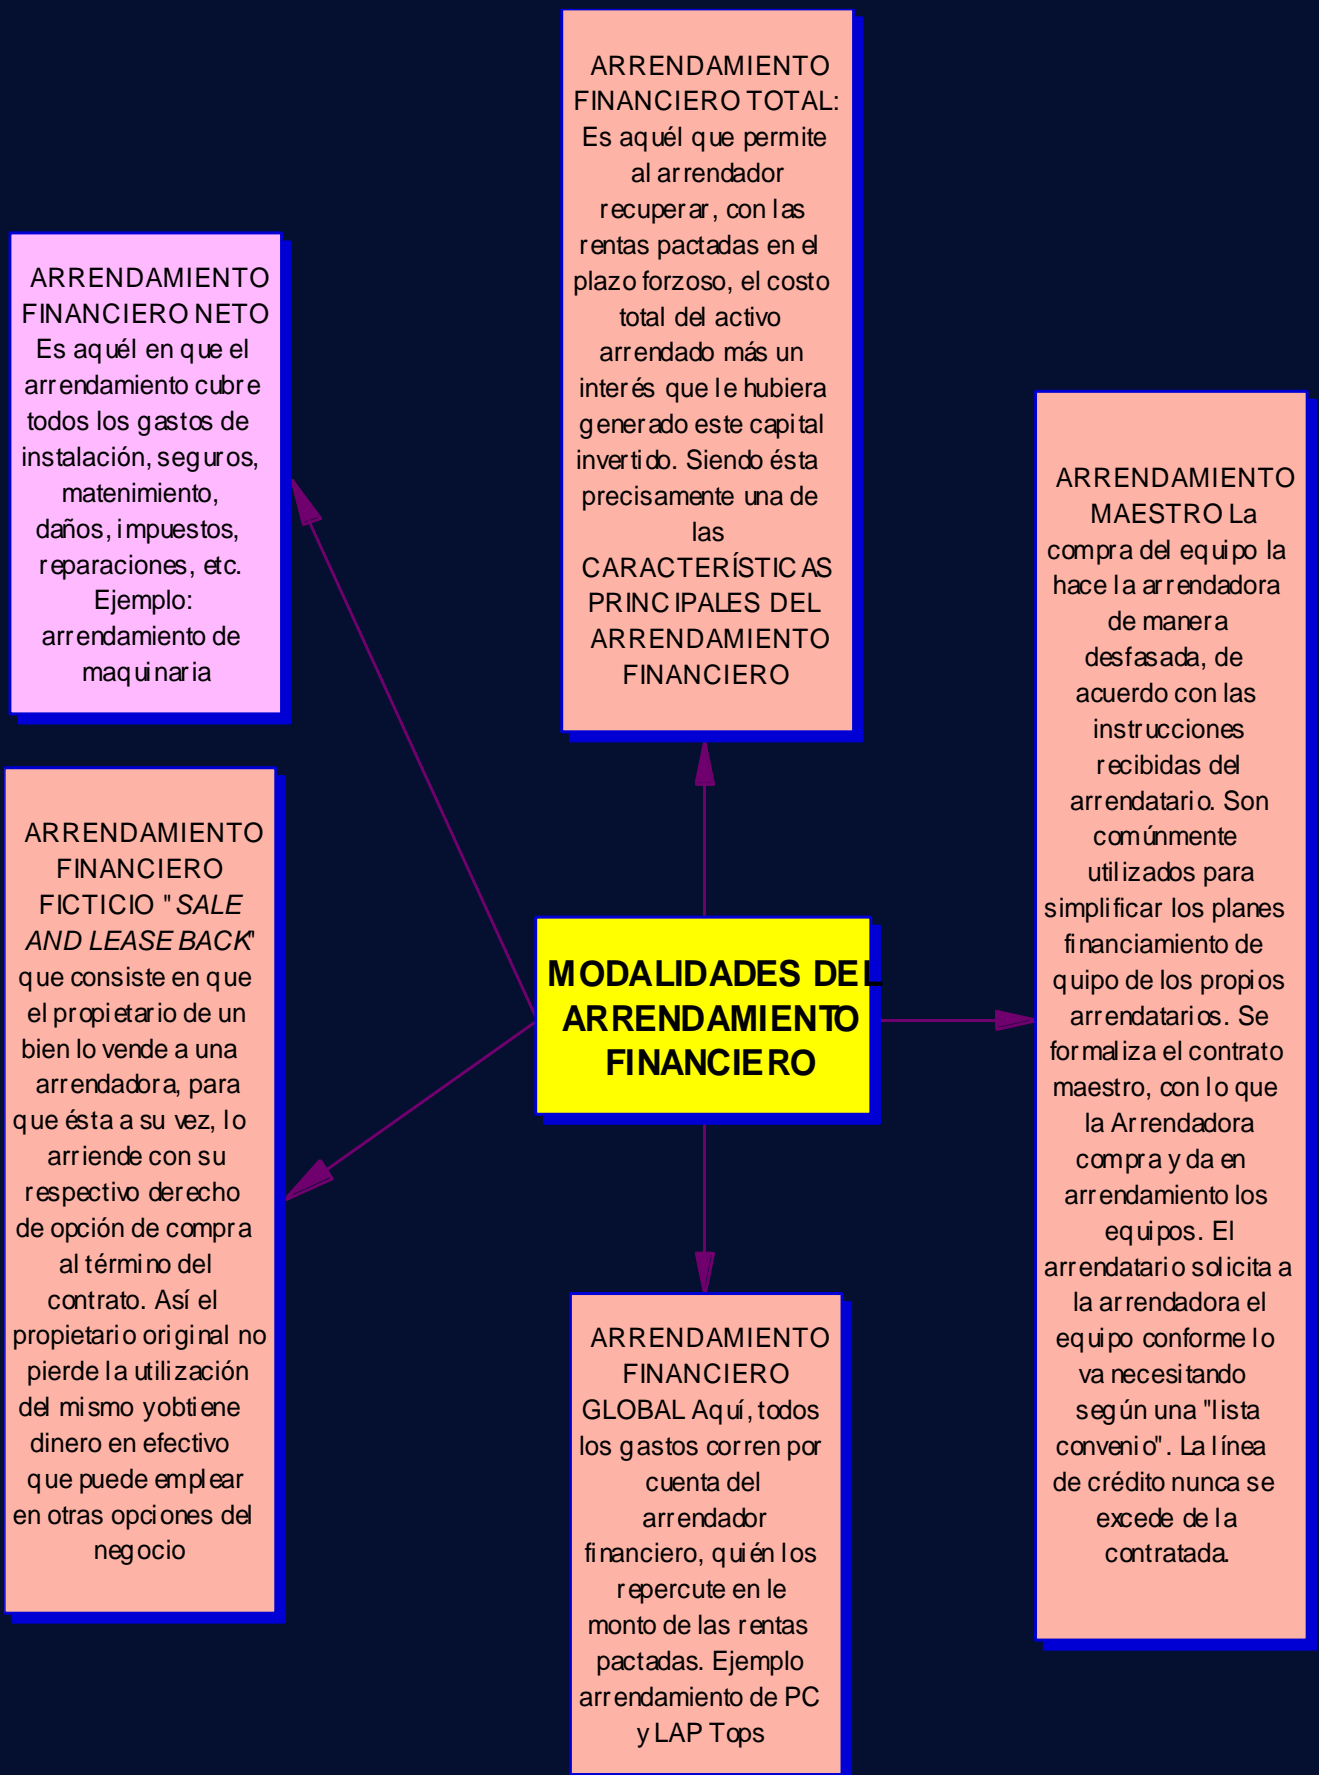 ARRENDAMIENTO
FINANCIERO TOTAL:
Es aquél que permite
al arrendador
recuperar, con las
rentas pactadas en el
plazo forzoso, el costo
total del activo
arrendado más un
interés que le hubiera
generado este capital
invertido. Siendo ésta
precisamente una de
las
CARACTERÍSTICAS
PRINCIPALES DEL
ARRENDAMIENTO
FINANCIERO
ARRENDAMIENTO
FINANCIERO NETO
Es aquél en que el
arrendamiento cubre
todos los gastos de
instalación, seguros,
matenimiento,
daños, impuestos,
reparaciones, etc.
Ejemplo:
arrendamiento de
maquinaria
ARRENDAMIENTO
MAESTRO La
compra del equipo la
hace la arrendadora
de manera
desfasada, de
acuerdo con las
instrucciones
recibidas del
arrendatario. Son
comúnmente
utilizados para
simplificar los planes
financiamiento de
quipo de los propios
arrendatarios. Se
formaliza el contrato
maestro, con lo que
la Arrendadora
compra y da en
arrendamiento los
equipos. El
arrendatario solicita a
la arrendadora el
equipo conforme lo
va necesitando
según una "lista
convenio". La línea
de crédito nunca se
excede de la
contratada.
ARRENDAMIENTO
FINANCIERO
FICTICIO "SALE
AND LEASE BACK"
que consiste en que
el propietario de un
bien lo vende a una
arrendadora, para
que ésta a su vez, lo
arriende con su
respectivo derecho
de opción de compra
al término del
contrato. Así el
propietario original no
pierde la utilización
del mismo y obtiene
dinero en efectivo
que puede emplear
en otras opciones del
negocio
MODALIDADES DEL
ARRENDAMIENTO
FINANCIERO
ARRENDAMIENTO
FINANCIERO
GLOBAL Aquí, todos
los gastos corren por
cuenta del
arrendador
financiero, quién los
repercute en le
monto de las rentas
pactadas. Ejemplo
arrendamiento de PC
y LAP Tops